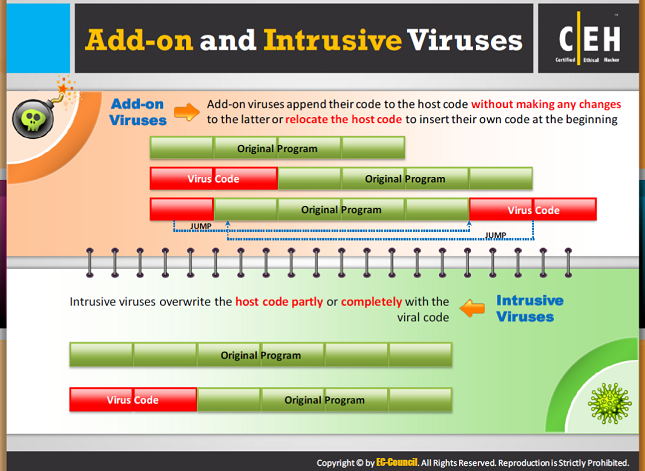 Add-on and Intrusive Viruses
CEH
Certified Ethical Hacker
Add-on
Viruses
Add-on viruses append their code to the host code without making any changes
to the latter or relocate the host code to insert their own code at the beginning
Original Program
Virus Code
Original Program
Original Program
Virus Code
JUMP
JUMP
Intrusive viruses overwrite the host code partly or completely with the
viral code
Intrusive
Viruses
Original Program
Virus Code
Original Program
Copyright © by EC-Council. All Rights Reserved. Reproduction is Strictly Prohibited.